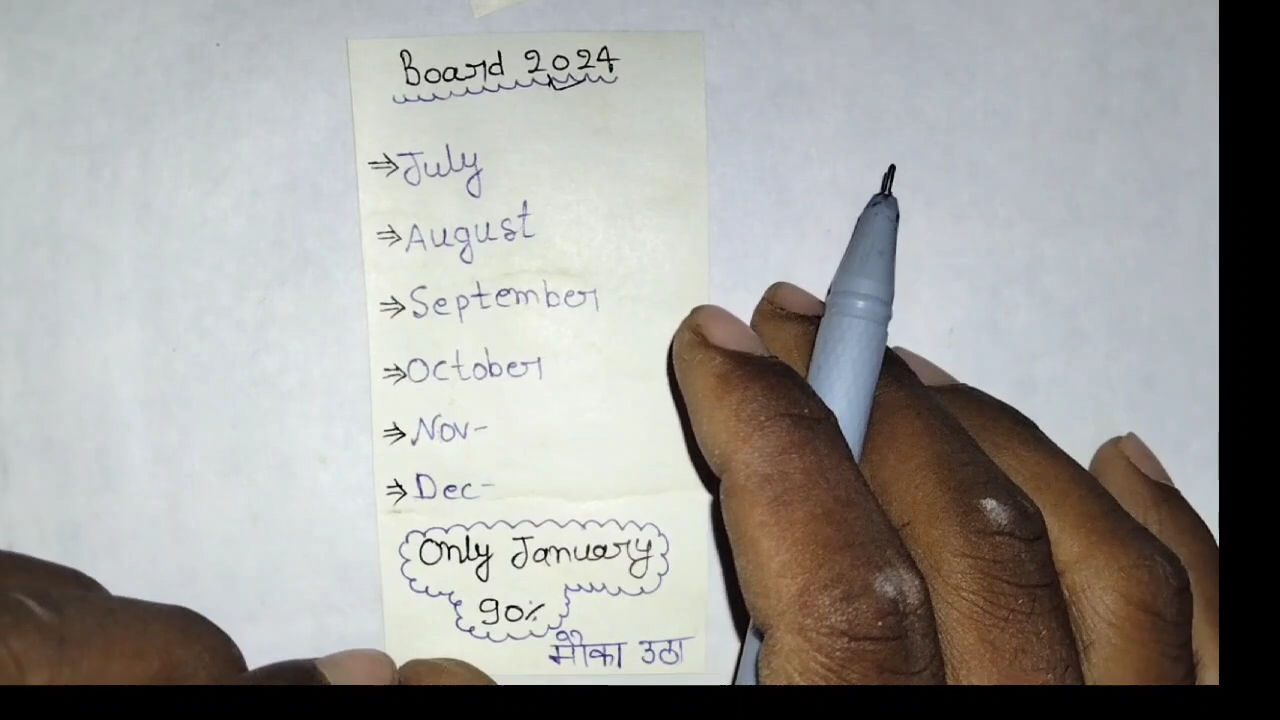 Board 2024
⇒July
⇒August
⇒September
⇒October
⇒Nov-
⇒Dec-
Only January
90%
मौका उठा